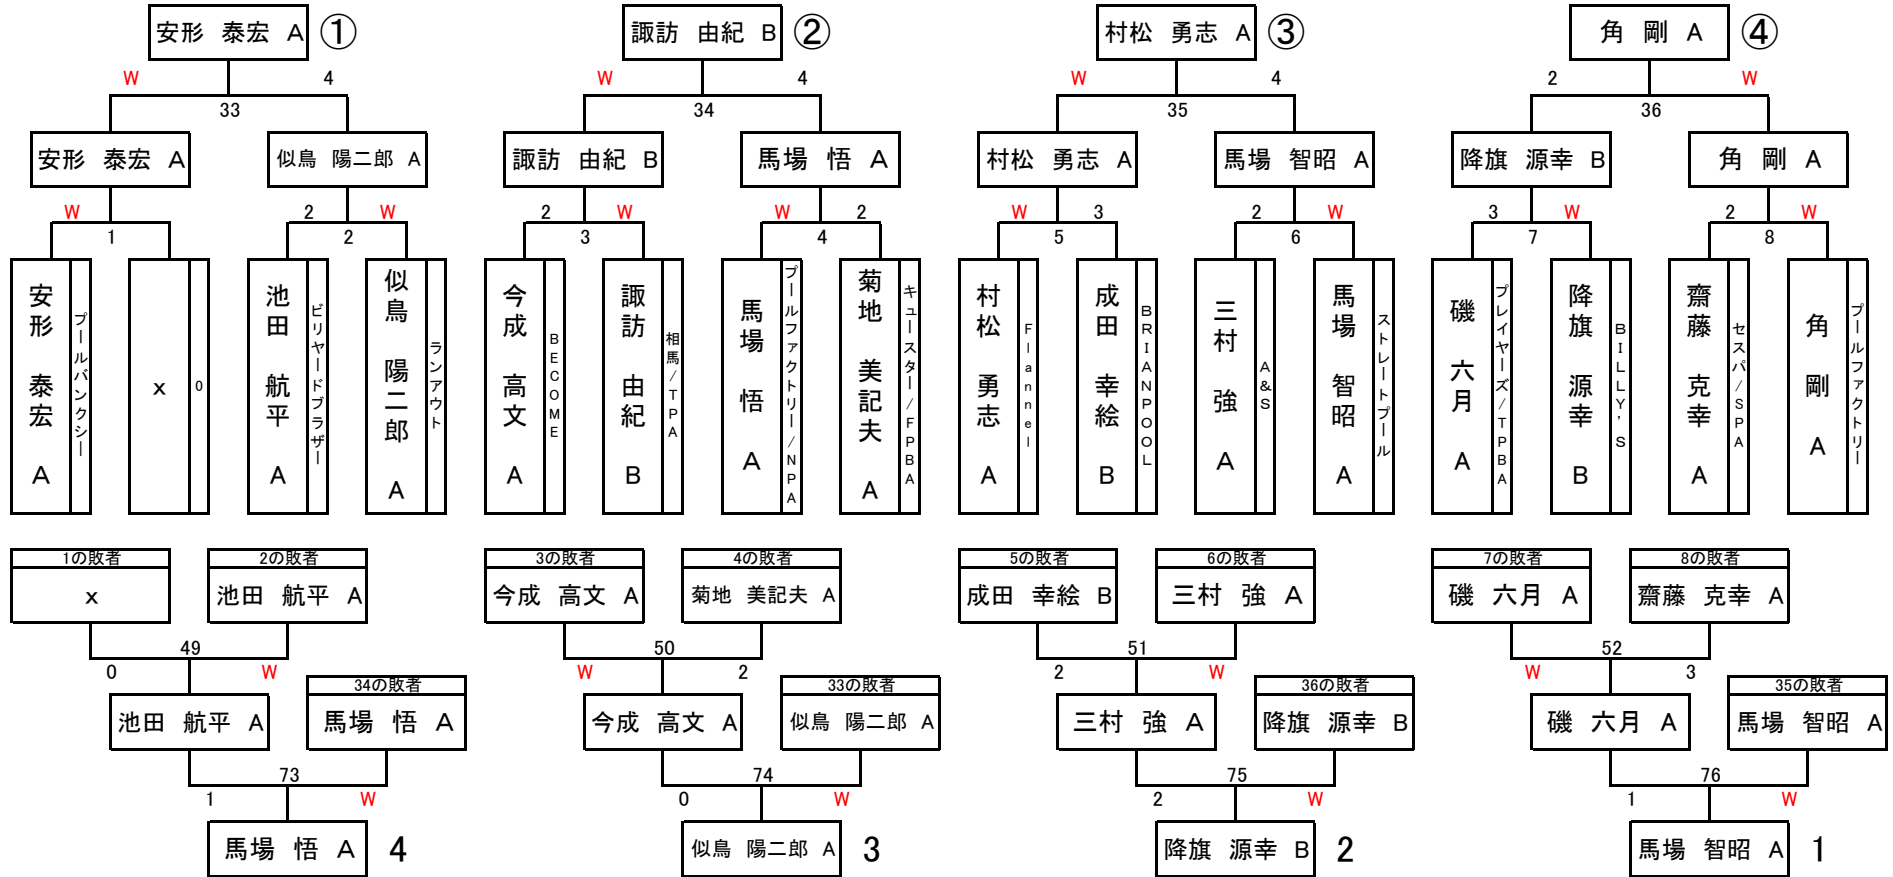 安形 泰宏 A ① 諏訪 由紀 B ② 村松 勇志 A ③ 角 剛 A ④
W 4 W 4 W 4 2 W
33 34 35 36
安形 泰宏 A 似鳥 陽二郎 A 諏訪 由紀 B 馬場 悟 A 村松 勇志 A 馬場 智昭 A 降旗 源幸 B 角 剛 A
W 2 W 2 W W 2 W 3 2 W 3 W 2 W
1 2 3 4 5 6 7 8
安形 泰宏 A
プールバンクシー
x
0
池田 航平 A
ビリヤードブラザー
似鳥 陽二郎 A
ランアウト
今成 高文 A
BECOME
諏訪 由紀 B
相馬/TPA
馬場 悟 A
プールファクトリー/NPA
菊地 美記夫 A
キュースター/FPBA
村松 勇志 A
Flannel
成田 幸絵 B
BRIANPOOL
三村 強 A
A&S
馬場 智昭 A
ストレートプール
磯 六月 A
プレイヤーズ/TPBA
降旗 源幸 B
BILLY'S
齋藤 克幸 A
セスパ/SPA
角 剛 A
プールファクトリー
1の敗者 2の敗者 3の敗者 4の敗者 5の敗者 6の敗者 7の敗者 8の敗者
x 池田 航平 A 今成 高文 A 菊地 美記夫 A 成田 幸絵 B 三村 強 A 磯 六月 A 齋藤 克幸 A
49 50 51 52
0 W W 2 2 W W 3
34の敗者 33の敗者 36の敗者 35の敗者
池田 航平 A 馬場 悟 A 今成 高文 A 似鳥 陽二郎 A 三村 強 A 降旗 源幸 B 磯 六月 A 馬場 智昭 A
73 74 75 76
1 W 0 W 2 W 1 W
馬場 悟 A 4 似鳥 陽二郎 A 3 降旗 源幸 B 2 馬場 智昭 A 1